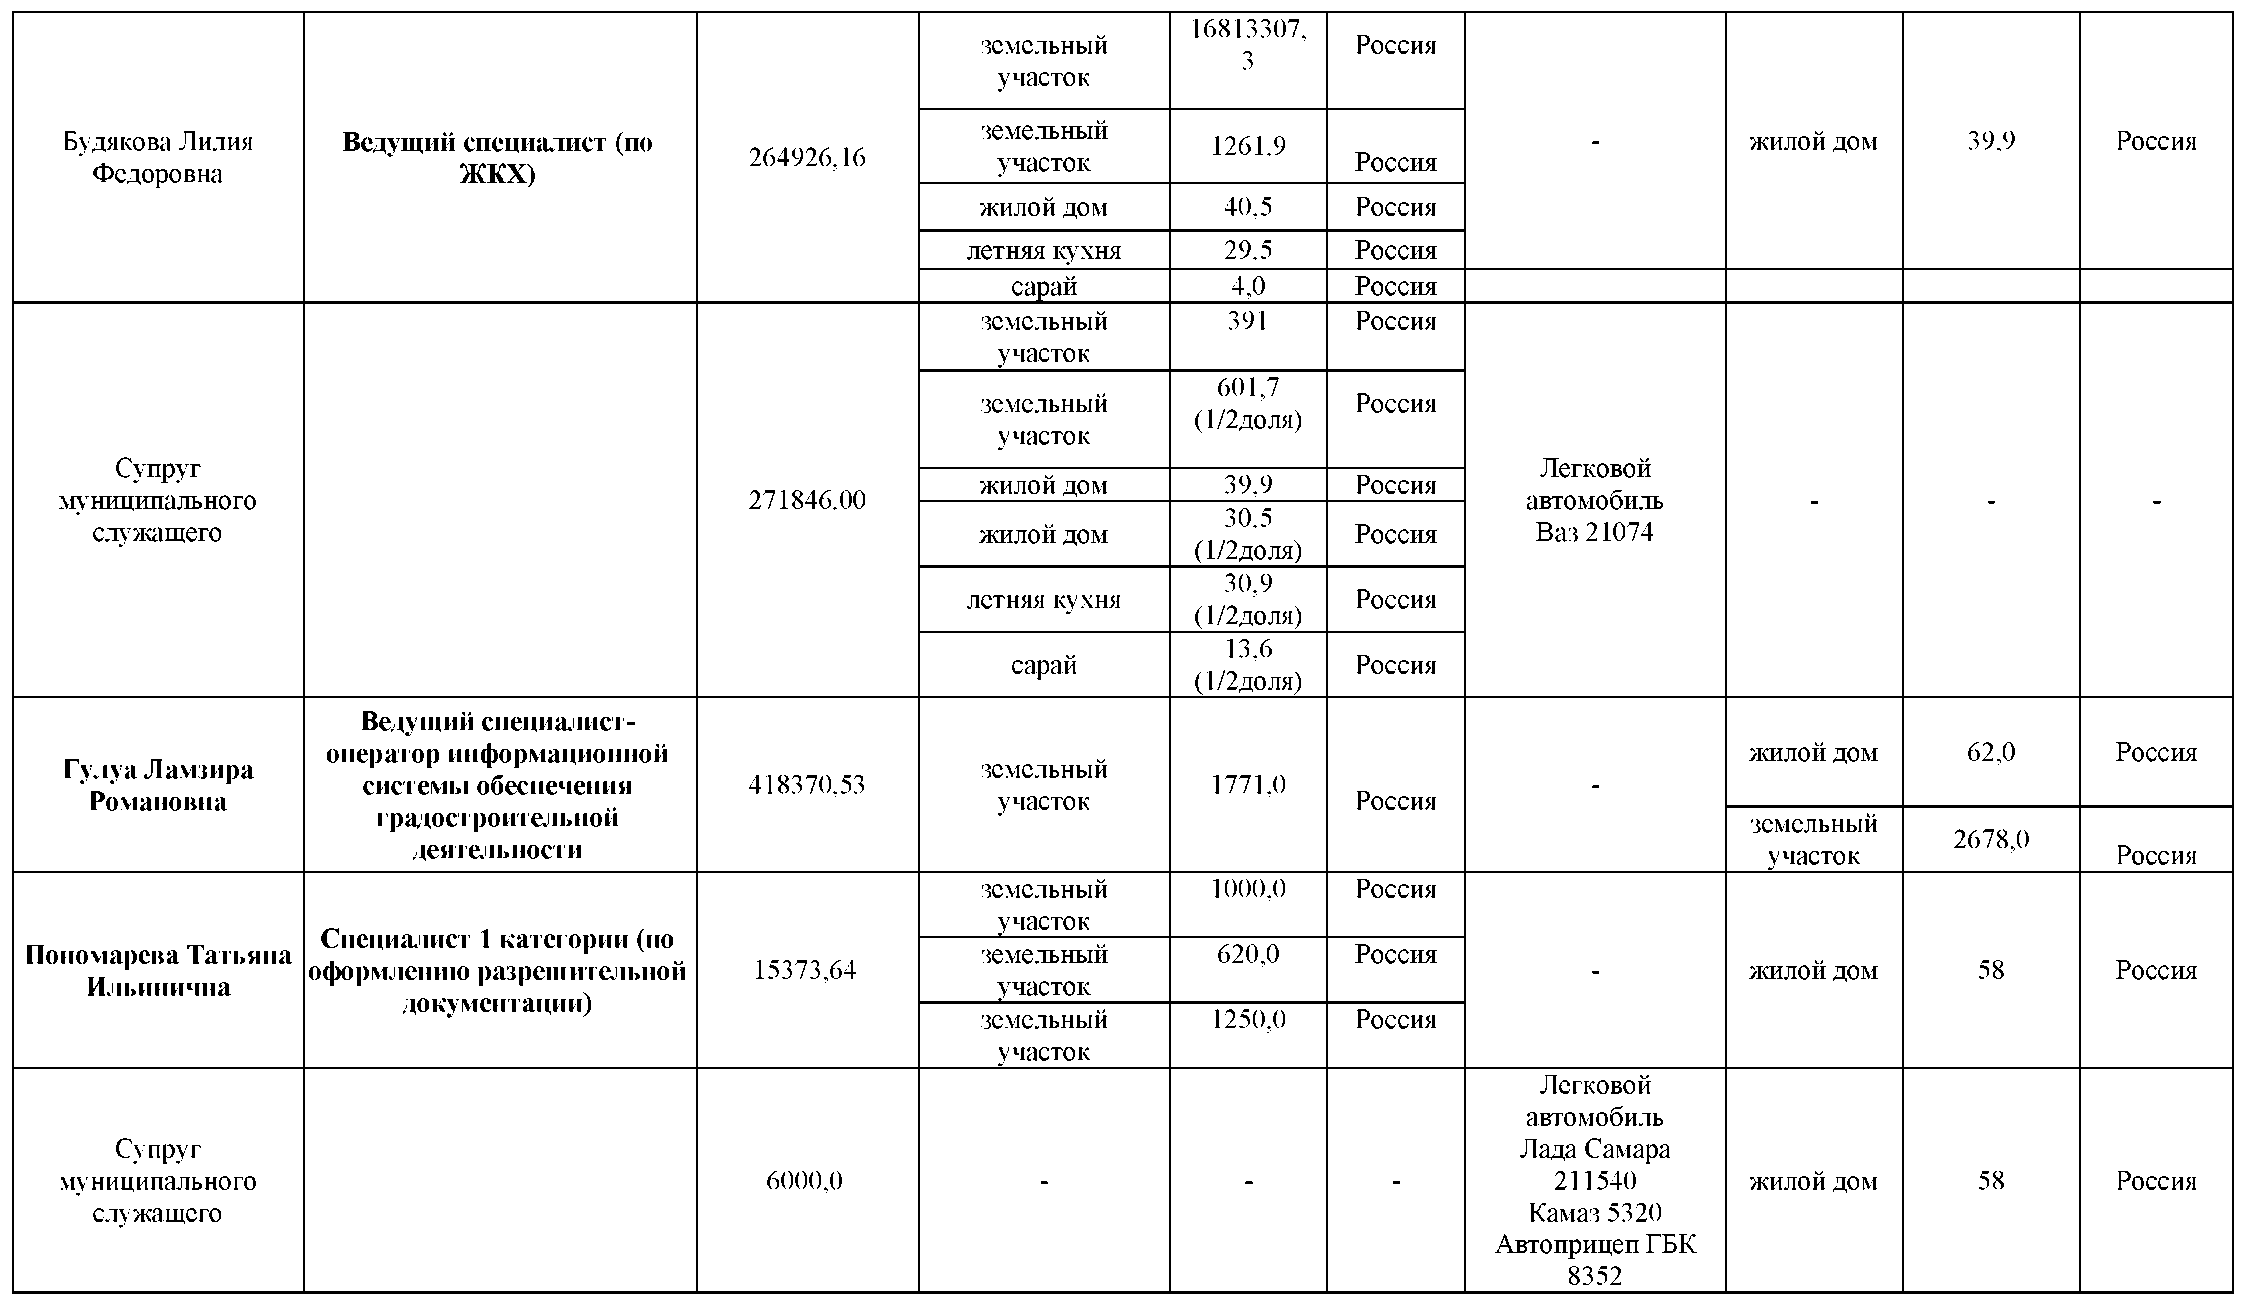 Будякова Лилия
Федоровна
Ведущий специалист (по
ЖКХ)
264926,16
земельный
участок
16813307,
3
Россия
земельный
участок
1261,9
Россия
жилой дом
40,5
Россия
летняя кухня
29,5
Россия
сарай
4,0
Россия
-
жилой дом
39,9
Россия
Супруг
муниципального
служащего
271846,00
земельный
участок
391
Россия
земельный
участок
601,7
(1/2доля)
Россия
жилой дом
39,9
Россия
жилой дом
30,5
(1/2доля)
Россия
летняя кухня
30,9
(1/2доля)
Россия
сарай
13,6
(1/2доля)
Россия
Легковой
автомобиль
Ваз 21074
-
-
-
Гулуа Ламзира
Романовна
Ведущий специалист-
оператор информационной
системы обеспечения
градостроительной
деятельности
418370,53
земельный
участок
1771,0
Россия
-
жилой дом
62,0
Россия
земельный
участок
2678,0
Россия
Пономарева Татьяна
Ильинична
Специалист 1 категории (по
оформлению разрешительной
документации)
15373,64
земельный
участок
1000,0
Россия
земельный
участок
620,0
Россия
земельный
участок
1250,0
Россия
-
жилой дом
58
Россия
Супруг
муниципального
служащего
6000,0
-
-
-
Легковой
автомобиль
Лада Самара
211540
Камаз 5320
Автоприцеп ГБК
8352
жилой дом
58
Россия